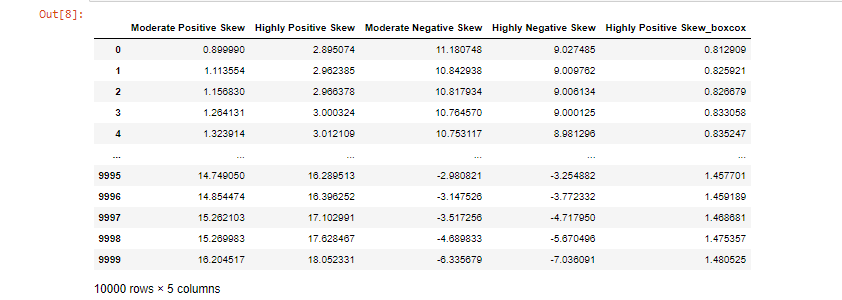 Out[8]:
Moderate Positive Skew Highly Positive Skew Moderate Negative Skew Highly Negative Skew Highly Positive Skew_boxcox
0 0.899990 2.895074 11.180748 9.027485 0.812909
1 1.113554 2.962385 10.842938 9.009762 0.825921
2 1.156830 2.966378 10.817934 9.006134 0.826679
3 1.264131 3.000324 10.764570 9.000125 0.833058
4 1.323914 3.012109 10.753117 8.981296 0.835247
... ... ... ... ... ...
9995 14.749050 16.289513 -2.980821 -3.254882 1.457701
9996 14.854474 16.396252 -3.147526 -3.772332 1.459189
9997 15.262103 17.102991 -3.517256 -4.717950 1.468681
9998 15.269983 17.628467 -4.689833 -5.670496 1.475357
9999 16.204517 18.052331 -6.335679 -7.036091 1.480525
10000 rows × 5 columns